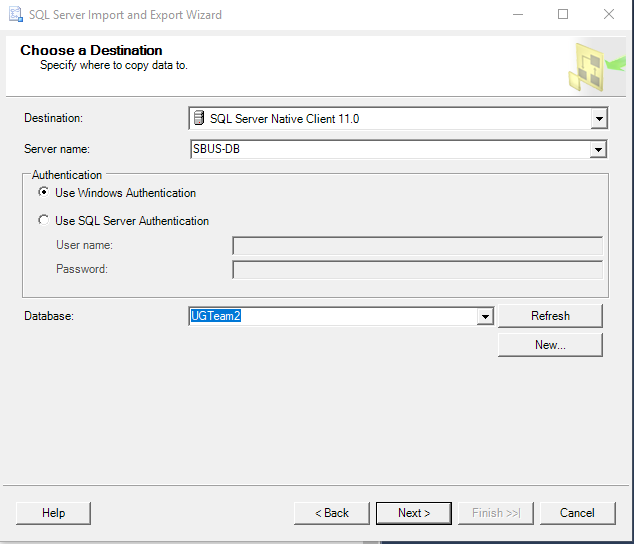 SQL Server Import and Export Wizard
Choose a Destination
Specify where to copy data to.
Destination: SQL Server Native Client 11.0
Server name: SBUS-DB
Authentication
Use Windows Authentication
Use SQL Server Authentication
User name:
Password:
Database: UGTeam2 Refresh
New...
Help < Back Next > Finish >>| Cancel